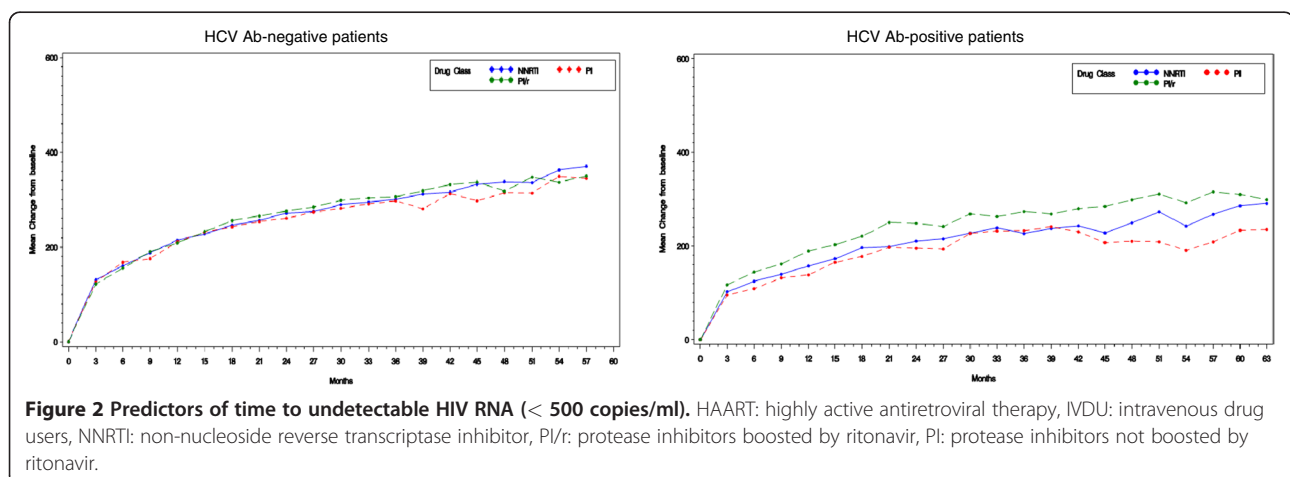 HCV Ab-negative patients
600
400
200
0
Mean Change from baseline
Drug Class NNRTI PI
PI/r
0 3 6 9 12 15 18 21 24 27 30 33 36 39 42 45 48 51 54 57 60
Months
HCV Ab-positive patients
600
400
200
0
Mean Change from baseline
Drug Class NNRTI PI
PI/r
0 3 6 9 12 15 18 21 24 27 30 33 36 39 42 45 48 51 54 57 60 63
Months
Figure 2 Predictors of time to undetectable HIV RNA (< 500 copies/ml). HAART: highly active antiretroviral therapy, IVDU: intravenous drug
users, NNRTI: non-nucleoside reverse transcriptase inhibitor, PI/r: protease inhibitors boosted by ritonavir, PI: protease inhibitors not boosted by
ritonavir.